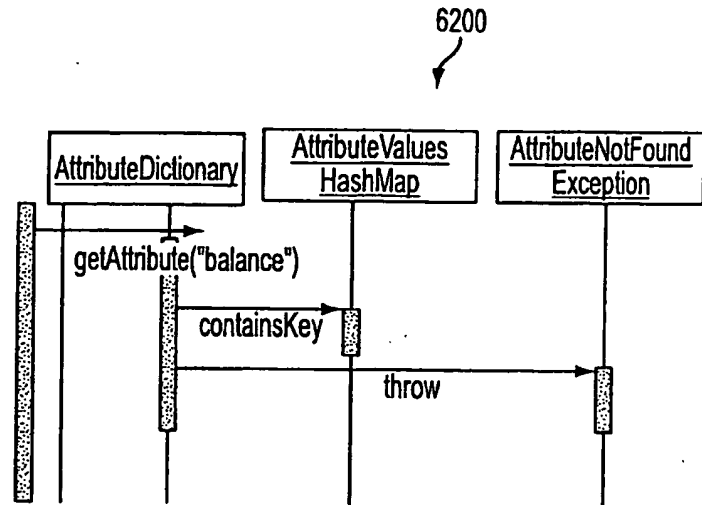 6200
AttributeDictionary
AttributeValues
HashMap
AttributeNotFound
Exception
getAttribute("balance")
containsKey
throw